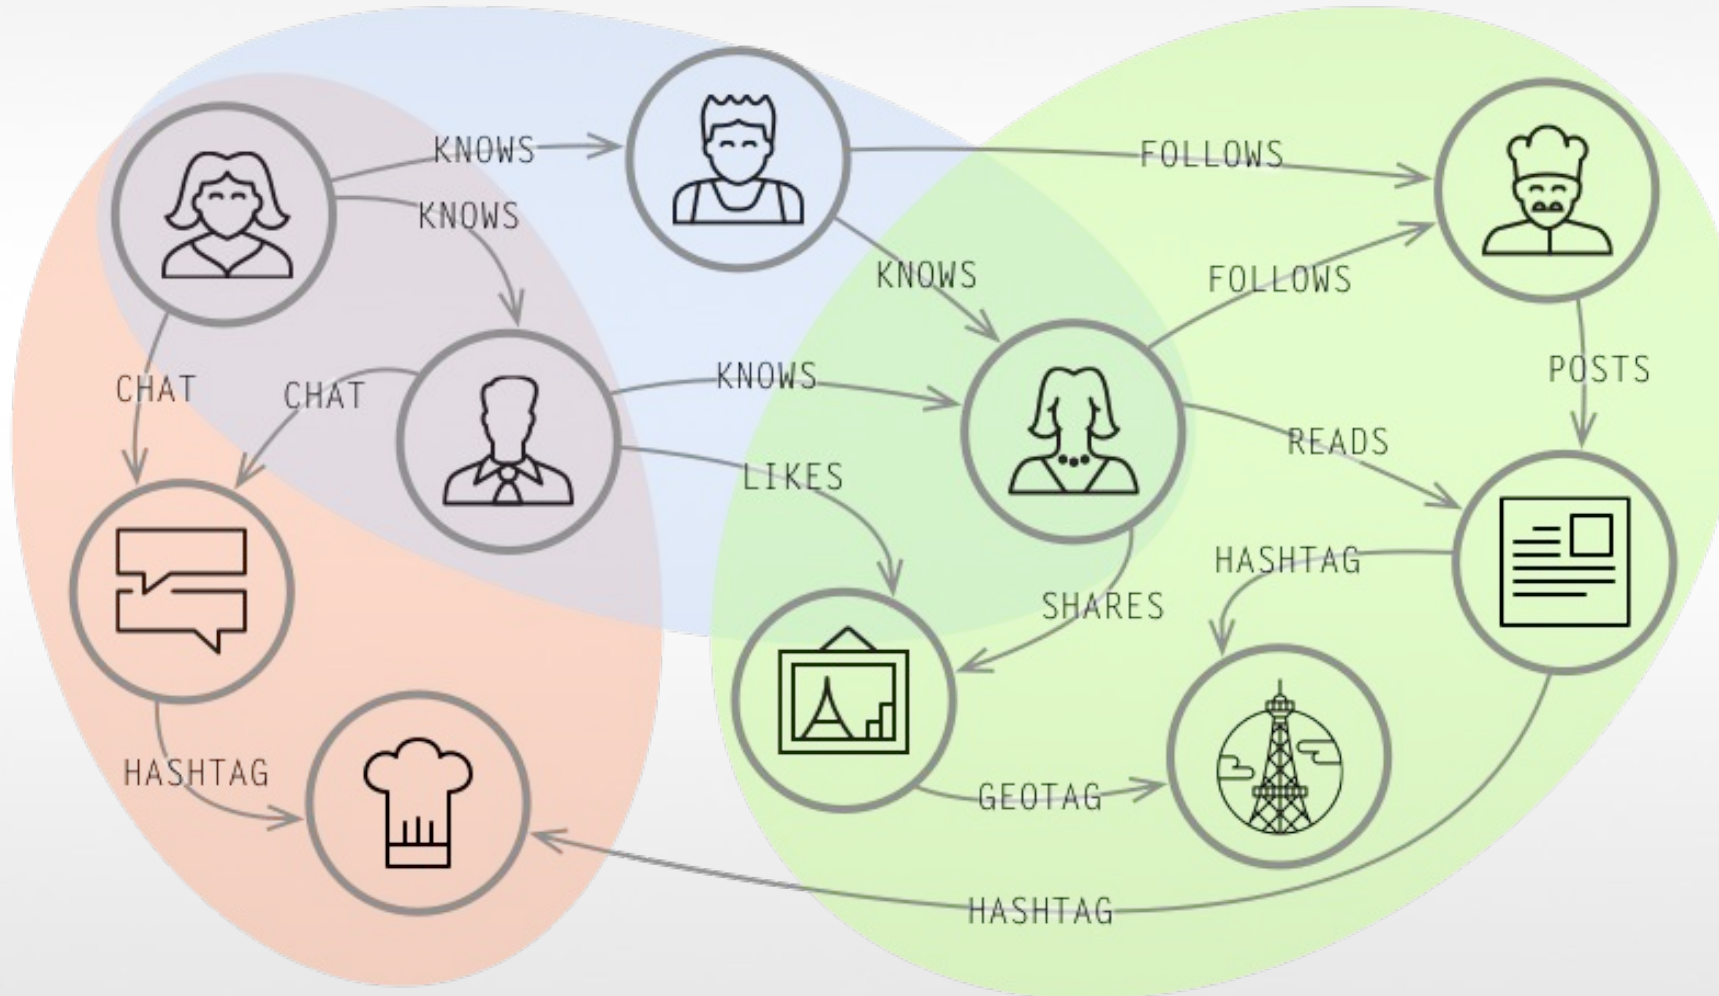 KNOWS
FOLLOWS
KNOWS
KNOWS
FOLLOWS
CHAT
CHAT
KNOWS
POSTS
LIKES
READS
HASHTAG
SHARES
HASHTAG
GEOTAG
HASHTAG